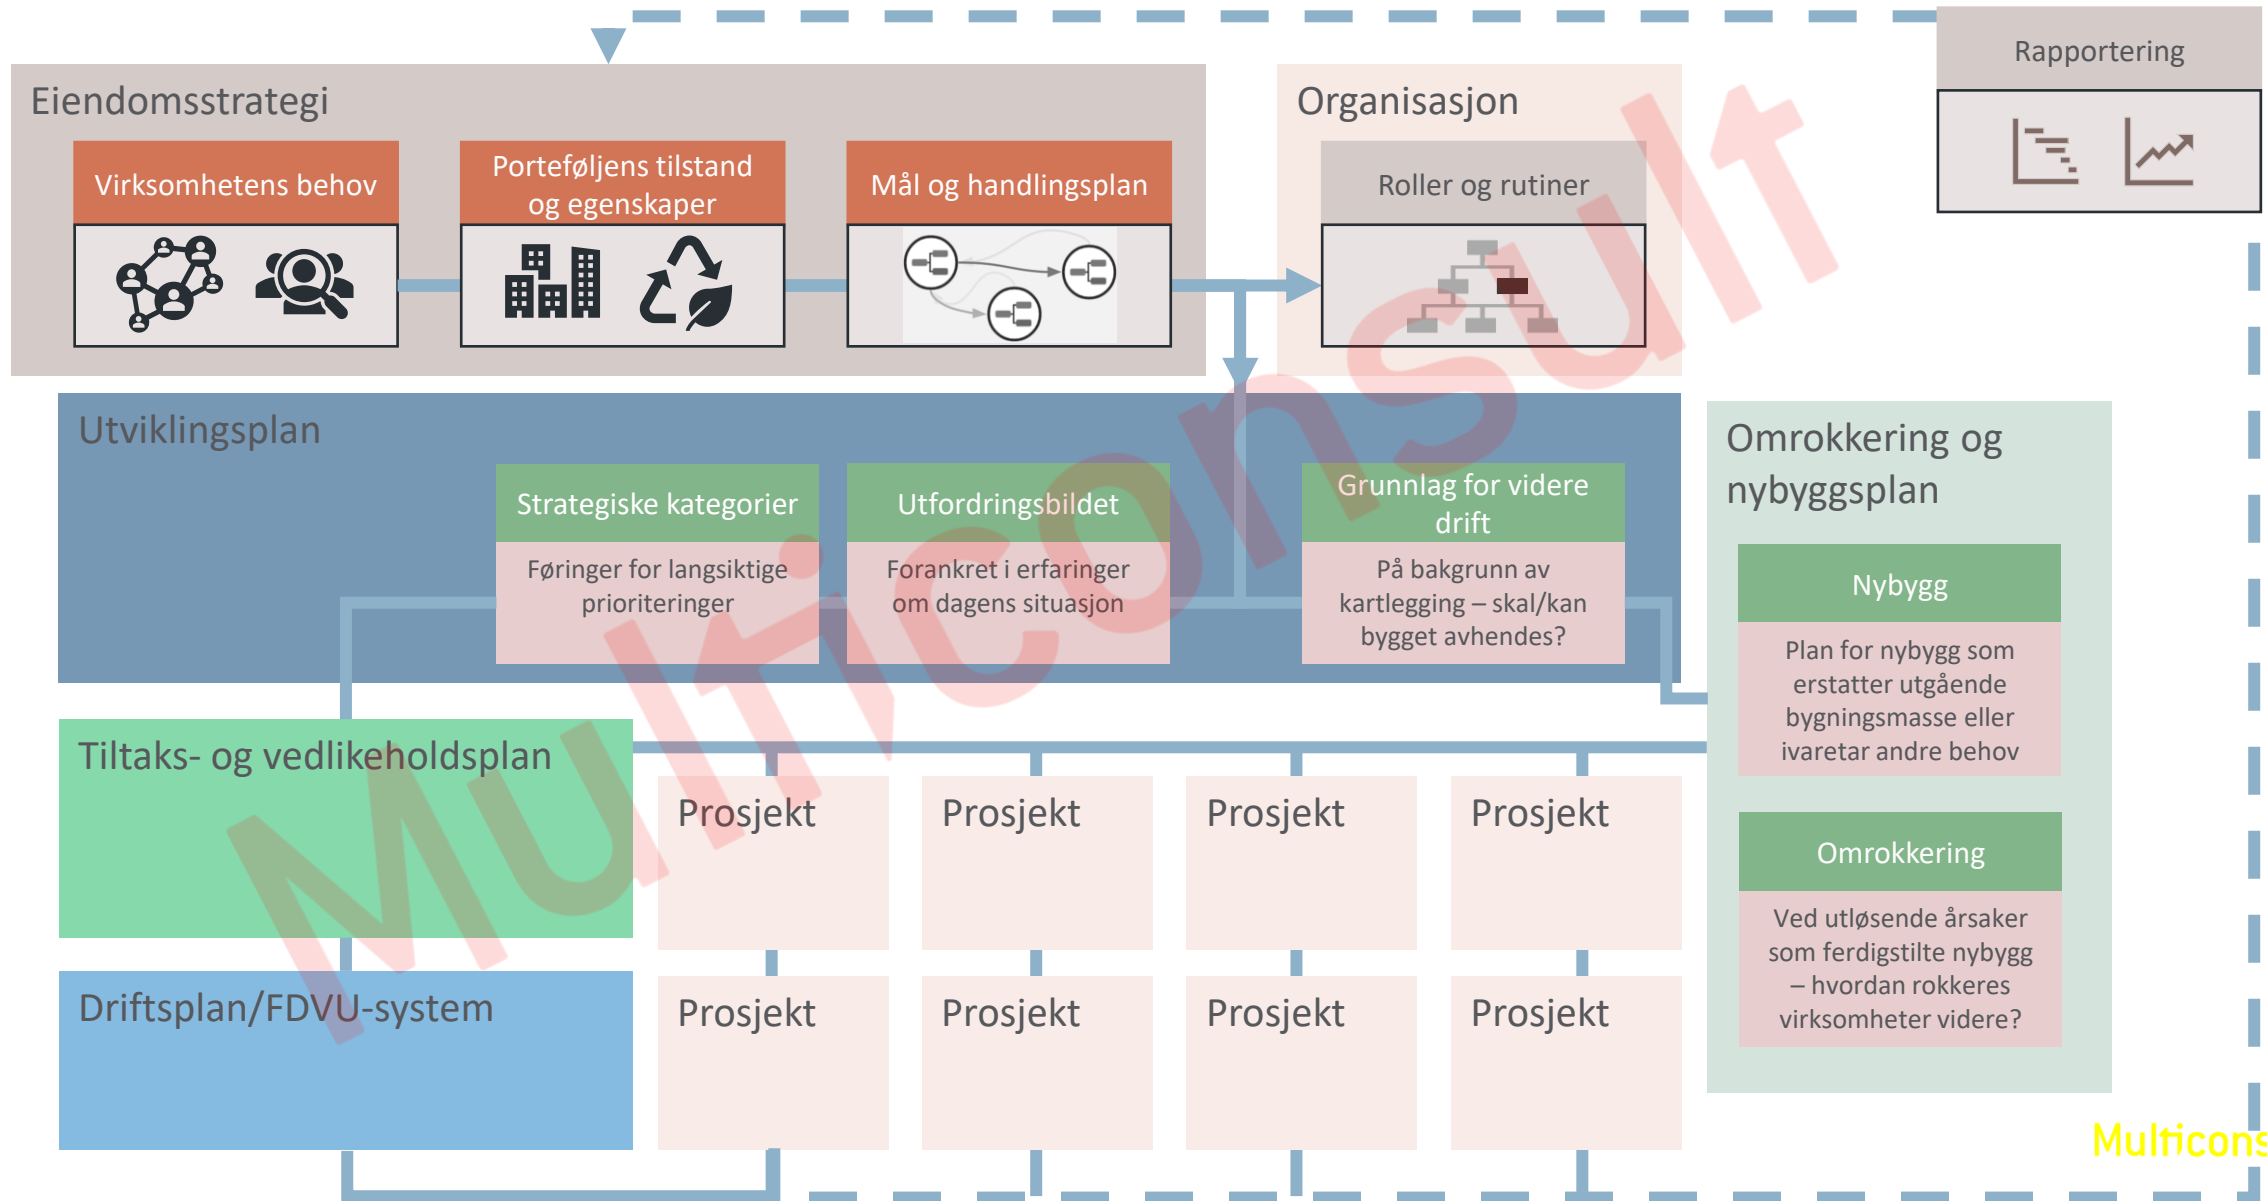 Rapportering
Eiendomsstrategi
Virksomhetens behov
Porteføljens tilstand
og egenskaper
Mål og handlingsplan
Organisasjon
Roller og rutiner
Utviklingsplan
Strategiske kategorier
Føringer for langsiktige
prioriteringer
Utfordringsbildet
Forankret i erfaringer
om dagens situasjon
Grunnlag for videre
drift
På bakgrunn av
kartlegging – skal/kan
bygget avhendes?
Omrokkering og
nybyggsplan
Nybygg
Plan for nybygg som
erstatter utgående
bygningsmasse eller
ivaretar andre behov
Omrokkering
Ved utløsende årsaker
som ferdigstilte nybygg
– hvordan rokkeres
virksomheter videre?
Tiltaks- og vedlikeholdsplan
Prosjekt
Prosjekt
Prosjekt
Prosjekt
Driftsplan/FDVU-system
Prosjekt
Prosjekt
Prosjekt
Prosjekt
Multiconsult
Multicons